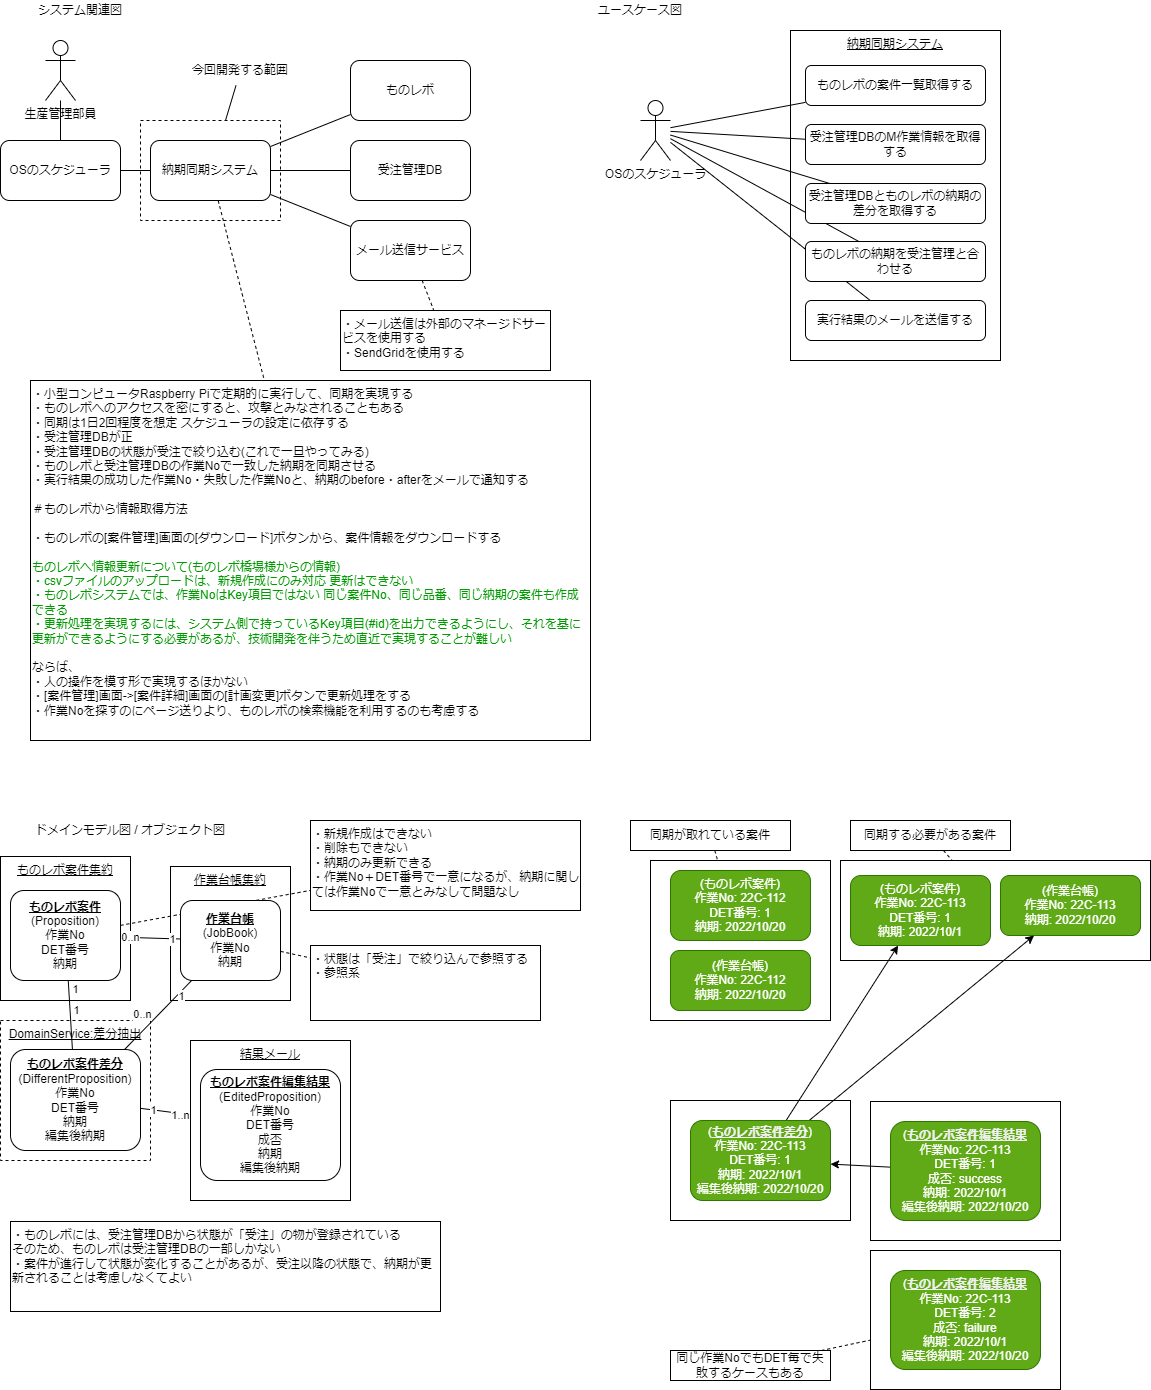 システム関連図
生産管理部員
OSのスケジューラ
今回開発する範囲
納期同期システム
ものレボ
受注管理DB
メール送信サービス
・メール送信は外部のマネージドサー
ビスを使用する
・SendGridを使用する
・小型コンピュータRaspberry Piで定期的に実行して、同期を実現する
・ものレボへのアクセスを密にすると、攻撃とみなされることもある
・同期は1日2回程度を想定 スケジューラの設定に依存する
・受注管理DBが正
・受注管理DBの状態が受注で絞り込む(これで一旦やってみる)
・ものレボと受注管理DBの作業Noで一致した納期を同期させる
・実行結果の成功した作業No・失敗した作業Noと、納期のbefore・afterをメールで通知する
＃ものレボから情報取得方法
・ものレボの[案件管理]画面の[ダウンロード]ボタンから、案件情報をダウンロードする
ものレボへ情報更新について(ものレボ橋場様からの情報)
・csvファイルのアップロードは、新規作成にのみ対応 更新はできない
・ものレボシステムでは、作業NoはKey項目ではない 同じ案件No、同じ品番、同じ納期の案件も作成
できる
・更新処理を実現するには、システム側で持っているKey項目(#id)を出力できるようにし、それを基に
更新ができるようにする必要があるが、技術開発を伴うため直近で実現することが難しい
ならば、
・人の操作を模す形で実現するほかない
・[案件管理]画面->[案件詳細]画面の[計画変更]ボタンで更新処理をする
・作業Noを探すのにページ送りより、ものレボの検索機能を利用するのも考慮する
ユースケース図
OSのスケジューラ
納期同期システム
ものレボの案件一覧取得する
受注管理DBのM作業情報を取得
する
受注管理DBとものレボの納期の
差分を取得する
ものレボの納期を受注管理と合
わせる
実行結果のメールを送信する
ドメインモデル図 / オブジェクト図
ものレボ案件集約
ものレボ案件
(Proposition)
作業No
DET番号
納期
作業台帳集約
作業台帳
(JobBook)
作業No
納期
0..n
1
1
1
1
0..n
・新規作成はできない
・削除もできない
・納期のみ更新できる
・作業No＋DET番号で一意になるが、納期に関し
ては作業Noで一意とみなして問題なし
・状態は「受注」で絞り込んで参照する
・参照系
DomainService:差分抽出
ものレボ案件差分
(DifferentProposition)
作業No
DET番号
納期
編集後納期
1
1..n
結果メール
ものレボ案件編集結果
(EditedProposition)
作業No
DET番号
成否
納期
編集後納期
・ものレボには、受注管理DBから状態が「受注」の物が登録されている
そのため、ものレボは受注管理DBの一部しかない
・案件が進行して状態が変化することがあるが、受注以降の状態で、納期が更
新されることは考慮しなくてよい
同期が取れている案件
(ものレボ案件)
作業No: 22C-112
DET番号: 1
納期: 2022/10/20
(作業台帳)
作業No: 22C-112
納期: 2022/10/20
同期する必要がある案件
(ものレボ案件)
作業No: 22C-113
DET番号: 1
納期: 2022/10/1
(作業台帳)
作業No: 22C-113
納期: 2022/10/20
(ものレボ案件差分)
作業No: 22C-113
DET番号: 1
納期: 2022/10/1
編集後納期: 2022/10/20
(ものレボ案件編集結果
作業No: 22C-113
DET番号: 1
成否: success
納期: 2022/10/1
編集後納期: 2022/10/20
(ものレボ案件編集結果
作業No: 22C-113
DET番号: 2
成否: failure
納期: 2022/10/1
編集後納期: 2022/10/20
同じ作業NoでもDET毎で失
敗するケースもある